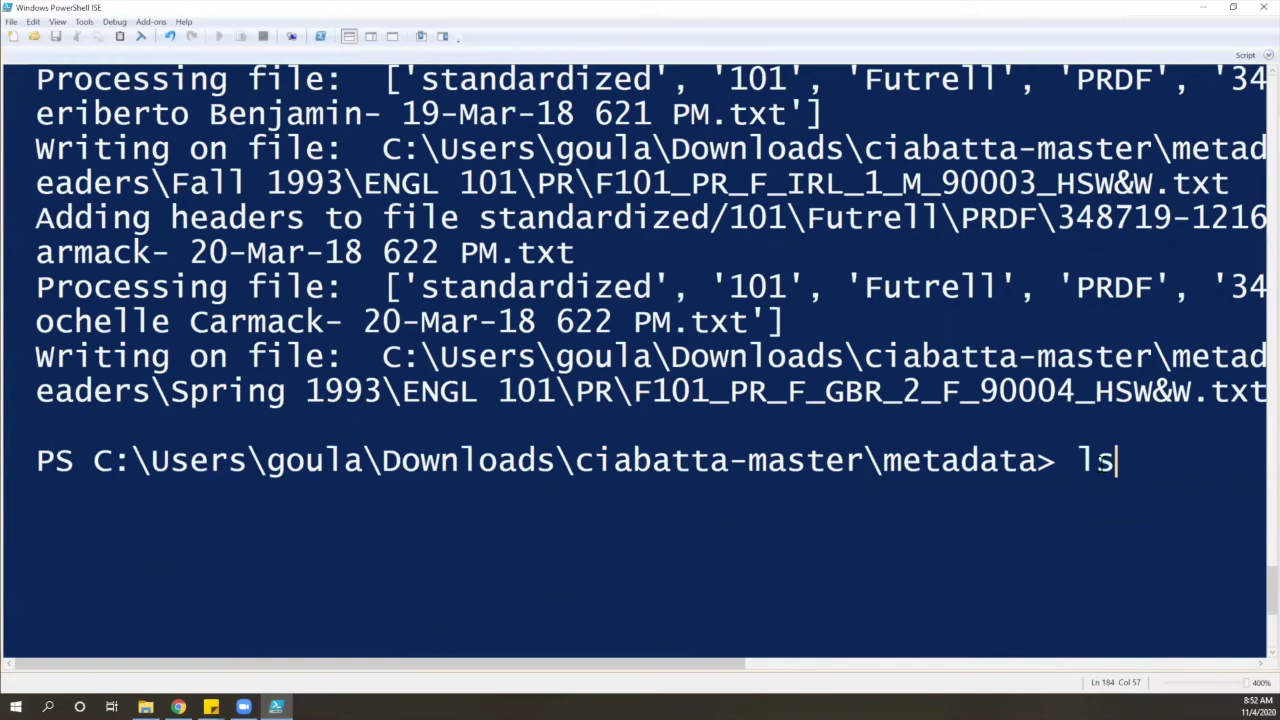 Windows PowerShell ISE
File Edit View Tools Debug Add-ons Help
Script
Processing file:  ['standardized', '101', 'Futrell', 'PRDF', '34
eriberto Benjamin- 19-Mar-18 621 PM.txt']
Writing on file:  C:\Users\goula\Downloads\ciabatta-master\metad
eaders\Fall 1993\ENGL 101\PR\F101_PR_F_IRL_1_M_90003_HSW&W.txt
Adding headers to file standardized/101\Futrell\PRDF\348719-1216
armack- 20-Mar-18 622 PM.txt
Processing file:  ['standardized', '101', 'Futrell', 'PRDF', '34
ochelle Carmack- 20-Mar-18 622 PM.txt']
Writing on file:  C:\Users\goula\Downloads\ciabatta-master\metad
eaders\Spring 1993\ENGL 101\PR\F101_PR_F_GBR_2_F_90004_HSW&W.txt
PS C:\Users\goula\Downloads\ciabatta-master\metadata> ls
Ln 184 Col 57 400%
8:52 AM
11/4/2020